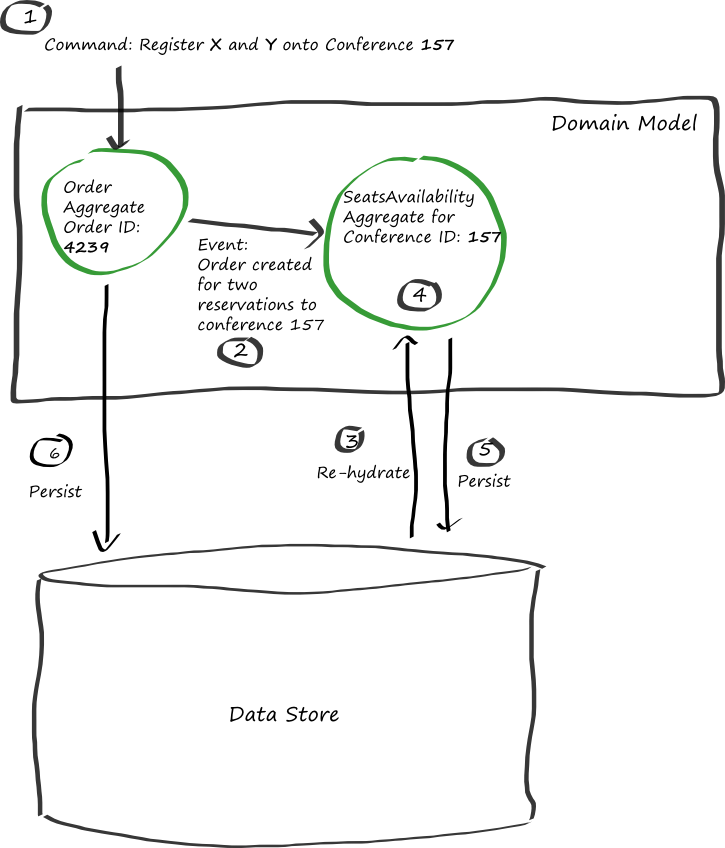 1
Command: Register X and Y onto Conference 157
Domain Model
Order
Aggregate
Order ID:
4239
SeatsAvailability
Aggregate for
Conference ID: 157
Event:
Order created
for two
reservations to
conference 157
2
4
3
Re-hydrate
5
Persist
6
Persist
Data Store